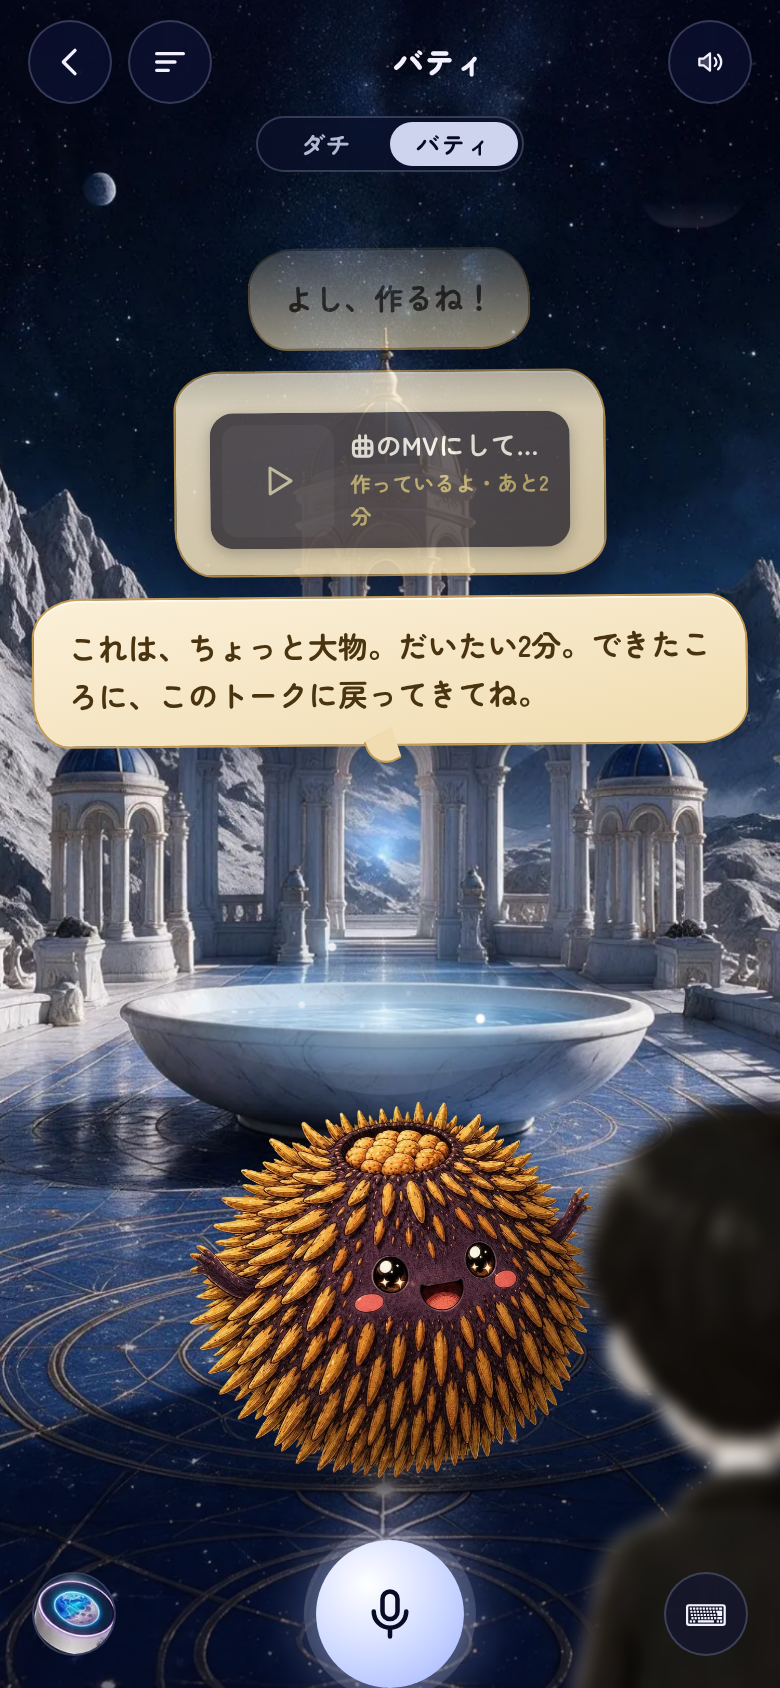 バティ
ダチ
バティ
よし、作るね！
曲のMVにして…
作っているよ・あと2
分
これは、ちょっと大物。だいたい2分。できたこ
ろに、このトークに戻ってきてね。